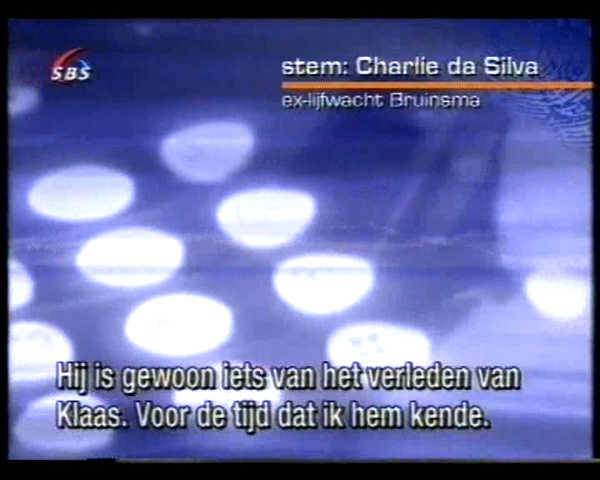 SBS
stem: Charlie da Silva
ex-lijfwacht Bruinsma
Hij is gewoon iets van het verleden van
Klaas. Voor de tijd dat ik hem kende.